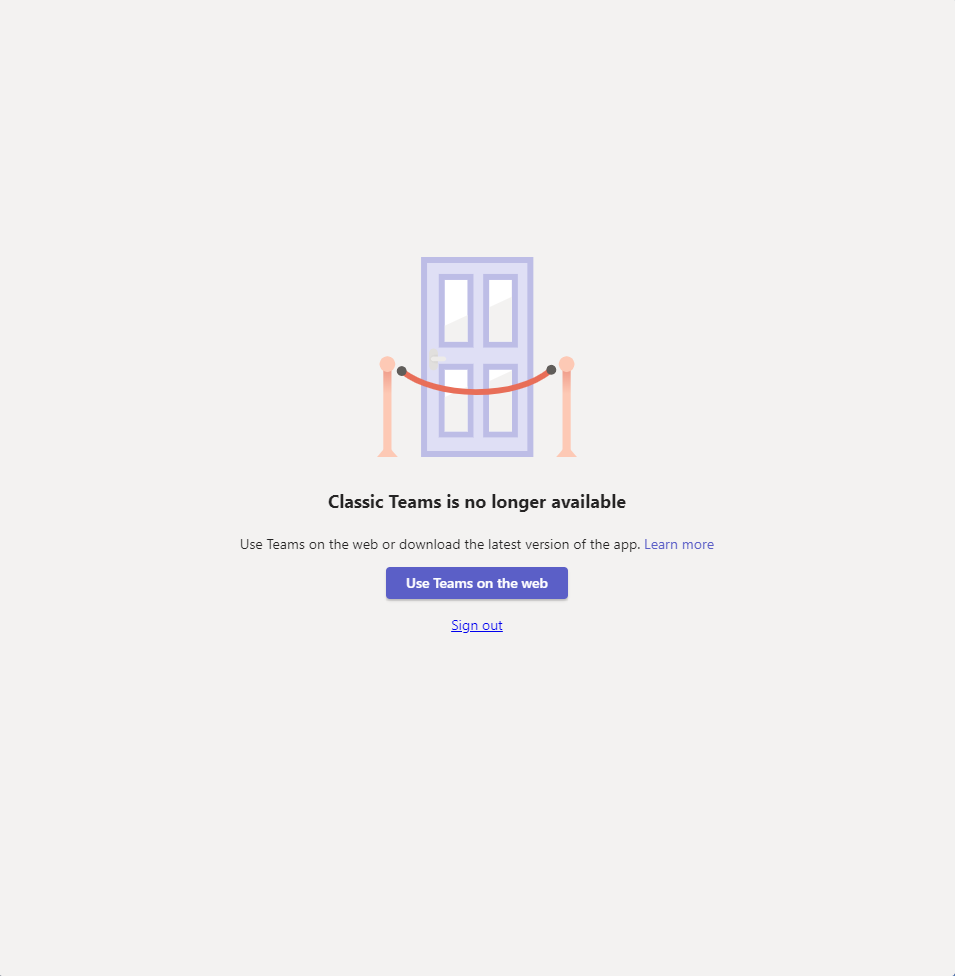 Classic Teams is no longer available
Use Teams on the web or download the latest version of the app. Learn more
Use Teams on the web
Sign out